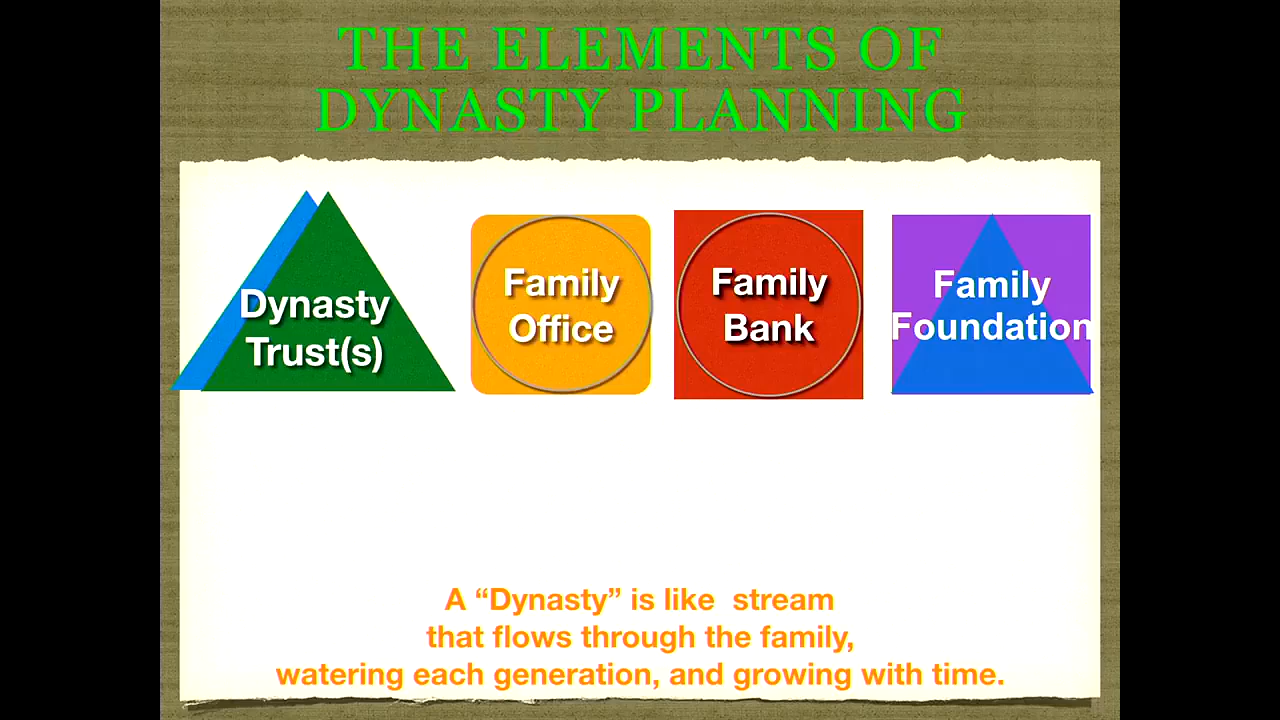 THE ELEMENTS OF
DYNASTY PLANNING
Dynasty
Trust(s)
Family
Office
Family
Bank
Family
Foundation
A “Dynasty” is like  stream
that flows through the family,
watering each generation, and growing with time.